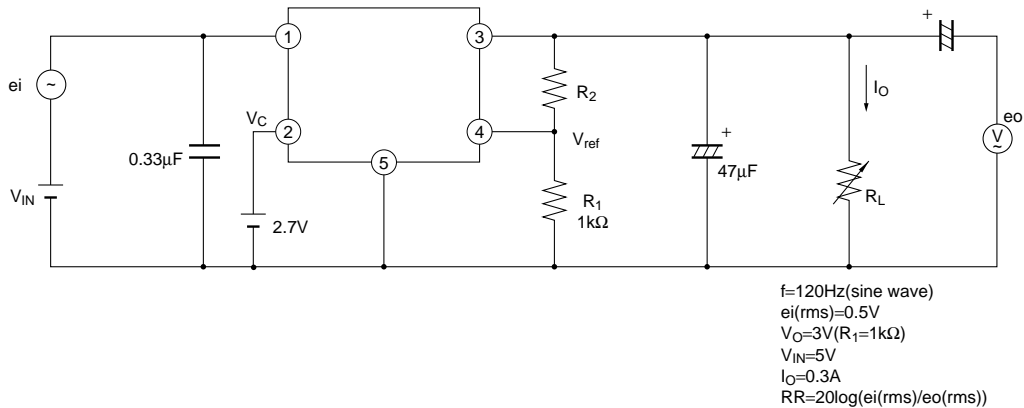 1
3
+
ei
~
R2
IO
eo
VC
2
4
Vref
+
V
~
0.33μF
5
47μF
VIN
R1
1kΩ
RL
2.7V
f=120Hz(sine wave)
ei(rms)=0.5V
VO=3V(R1=1kΩ)
VIN=5V
IO=0.3A
RR=20log(ei(rms)/eo(rms))